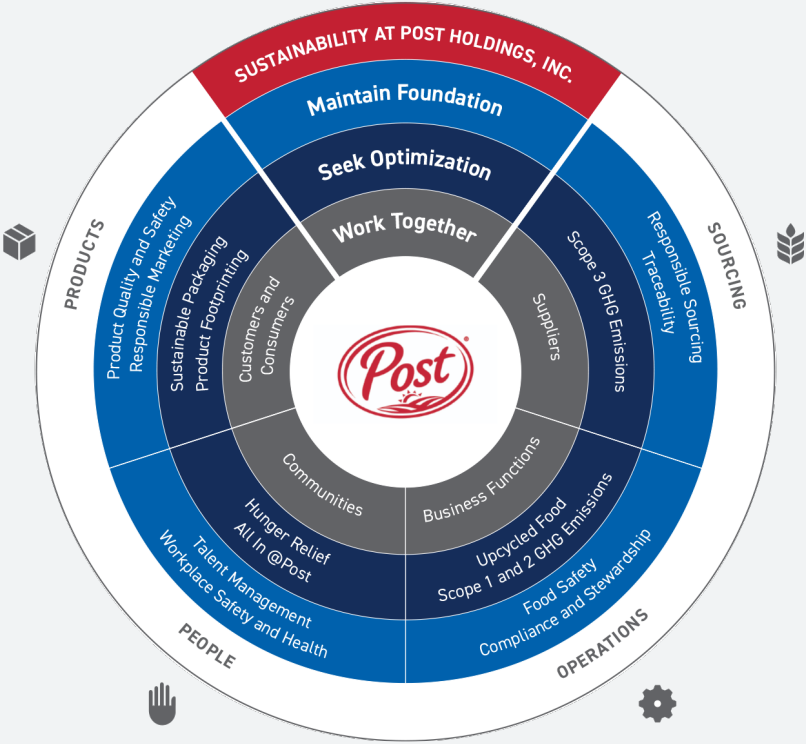 SUSTAINABILITY AT POST HOLDINGS, INC.
Maintain Foundation
Seek Optimization
Work Together
SOURCING
Responsible Sourcing
Traceability
Scope 3 GHG Emissions
Suppliers
OPERATIONS
Business Functions
Upcycled Food
Scope 1 and 2 GHG Emissions
Food Safety
Compliance and Stewardship
PEOPLE
Communities
Hunger Relief
All In @Post
Talent Management
Workplace Safety and Health
PRODUCTS
Product Quality and Safety
Responsible Marketing
Sustainable Packaging
Product Footprinting
Customers and
Consumers
Post®